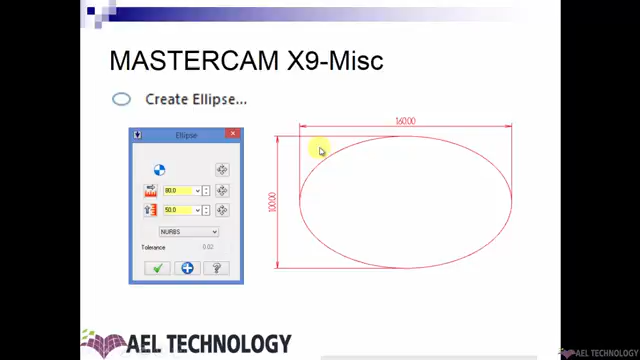 MASTERCAM X9-Misc
Create Ellipse...
Ellipse
80.0
50.0
NURBS
Tolerance 0.02
160.00
100.00
AEL TECHNOLOGY
AEL TECHNOLOGY